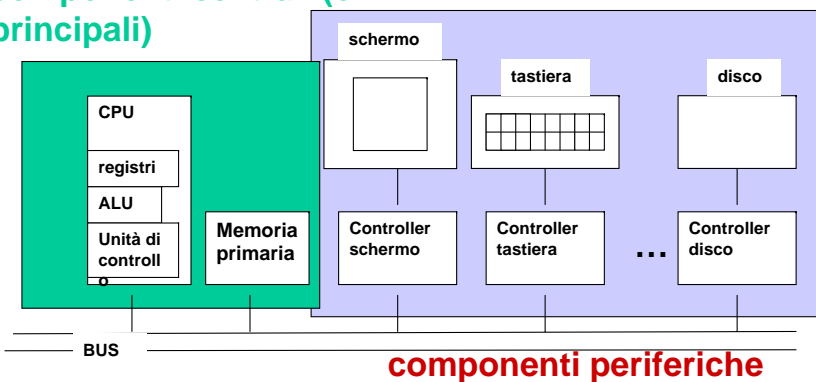 principali)
schermo
tastiera
disco
CPU
registri
ALU
Unità di
controll
o
Memoria
primaria
Controller
schermo
Controller
tastiera
...
Controller
disco
BUS
componenti periferiche